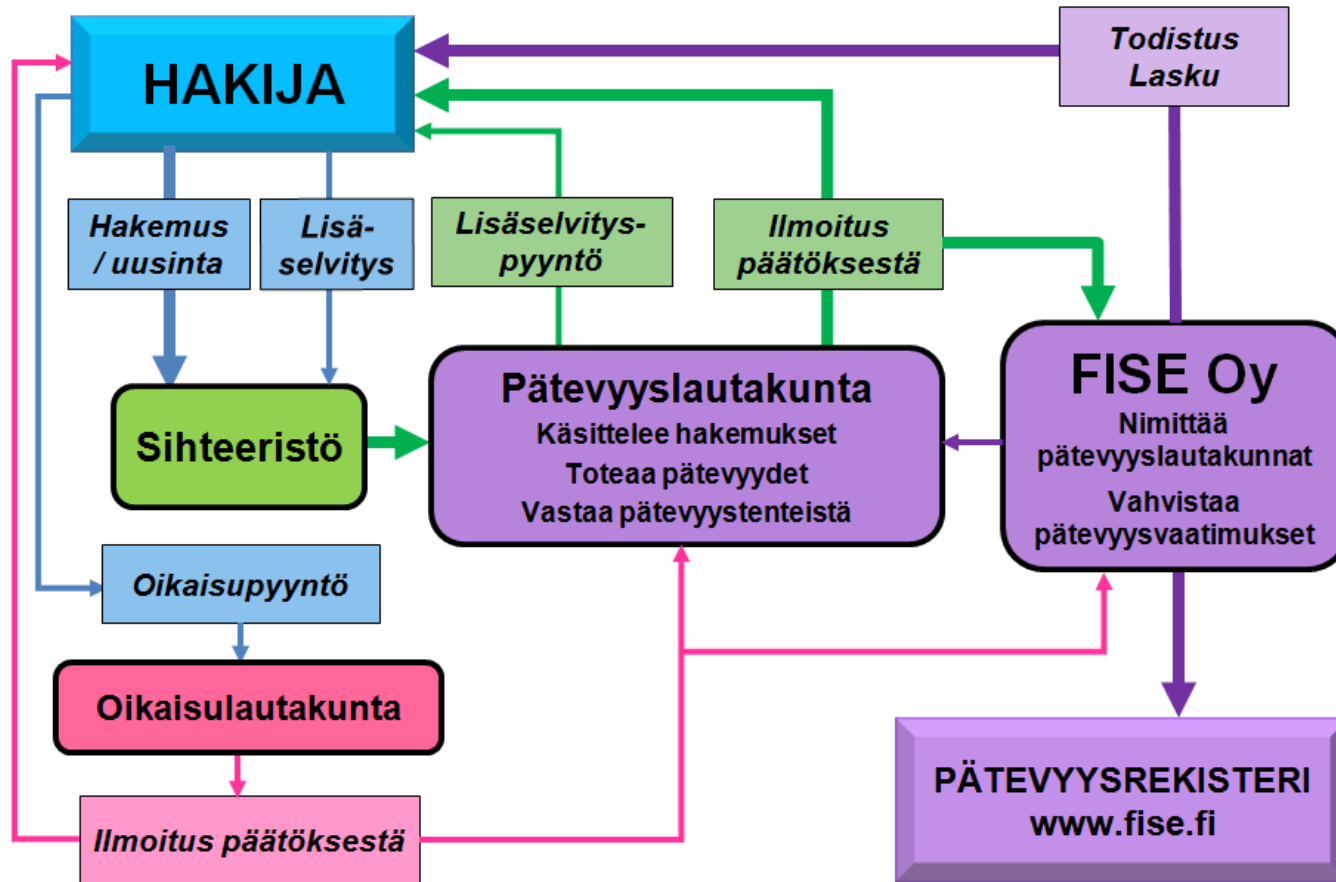 HAKIJA
Todistus
Lasku
Hakemus
/ uusinta
Lisä-
selvitys
Lisäselvitys-
pyyntö
Ilmoitus
päätöksestä
Sihteeristö
Pätevyyslautakunta
Käsittelee hakemukset
Toteaa pätevyydet
Vastaa pätevyystenteistä
FISE Oy
Nimittää
pätevyyslautakunnat
Vahvistaa
pätevyysvaatimukset
Oikaisupyyntö
Oikaisulautakunta
Ilmoitus päätöksestä
PÄTEVYYSREKISTERI
www.fise.fi